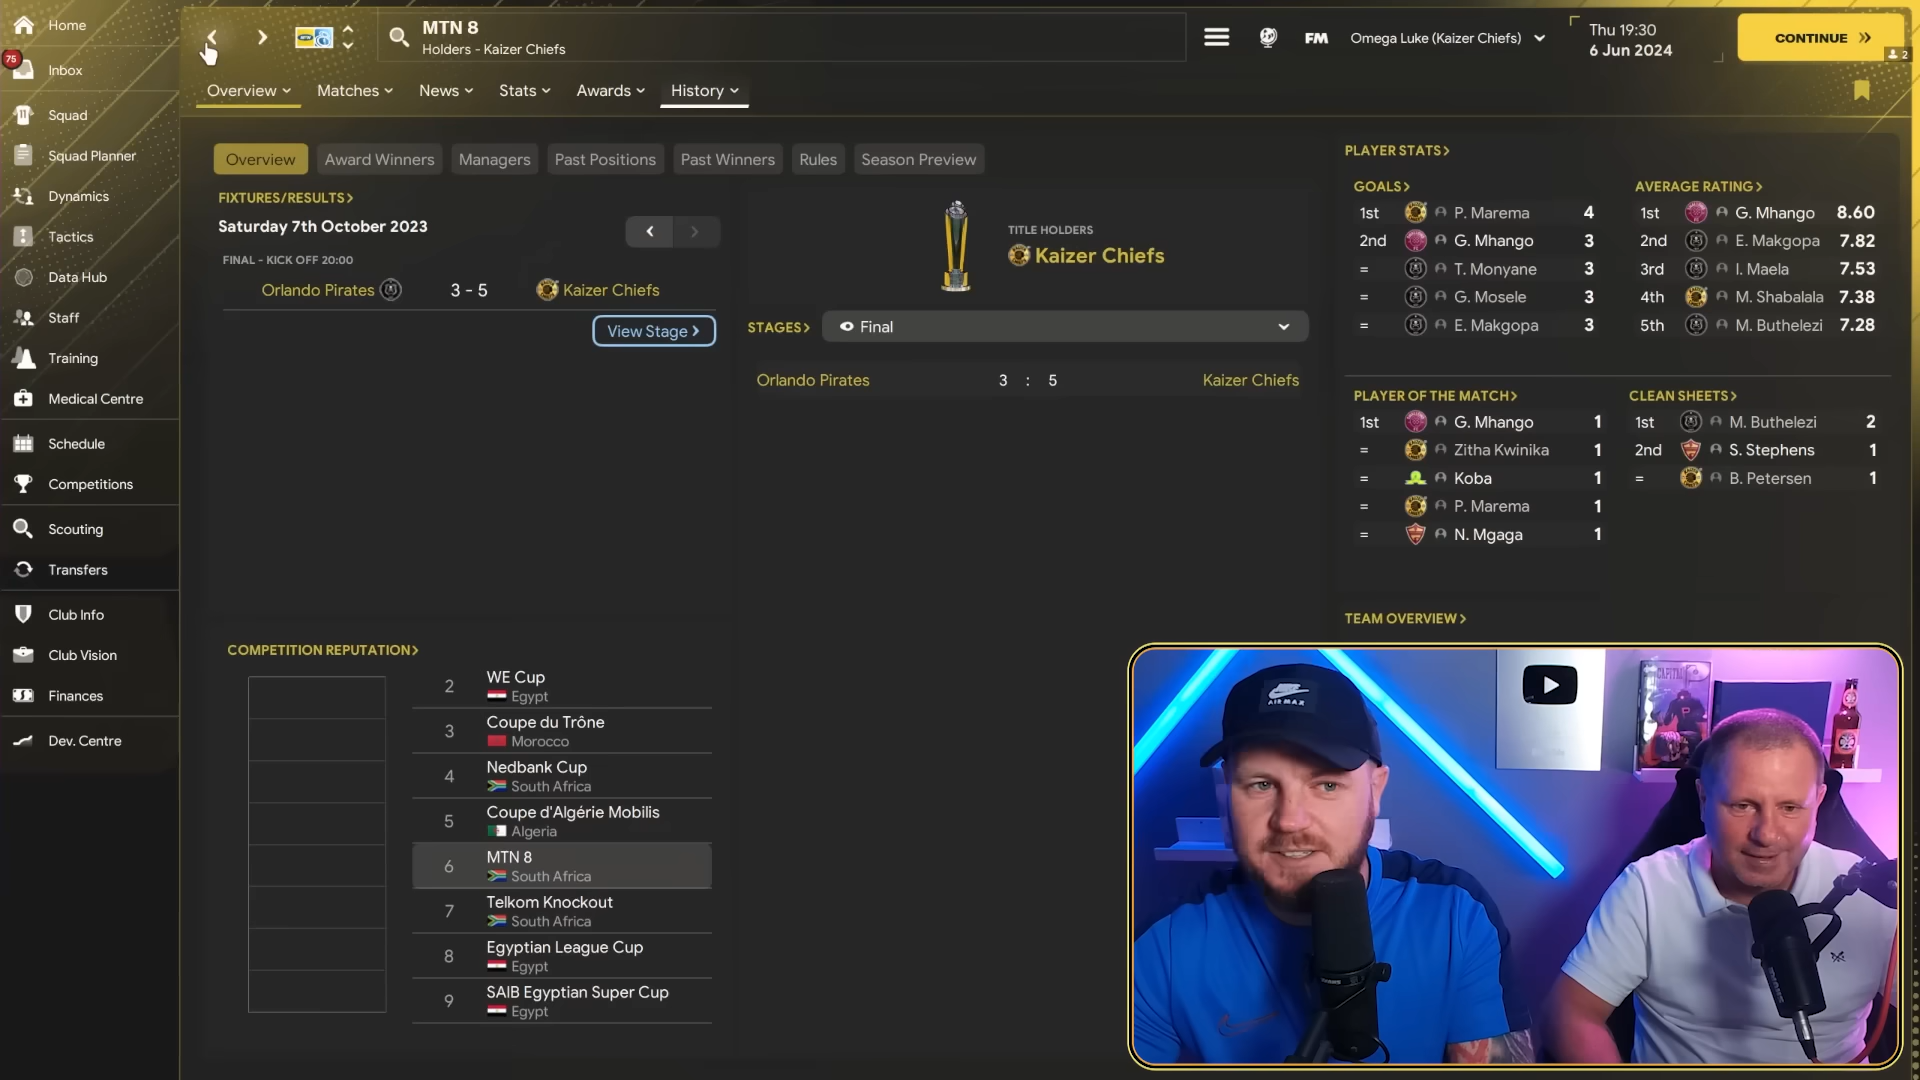 Home
75
Inbox
Squad
Squad Planner
Dynamics
Tactics
Data Hub
Staff
Training
Medical Centre
Schedule
Competitions
Scouting
Transfers
Club Info
Club Vision
Finances
Dev. Centre
MTN 8
Holders - Kaizer Chiefs
FM
Omega Luke (Kaizer Chiefs)
Thu 19:30
6 Jun 2024
CONTINUE
2
Overview Matches News Stats Awards History
Overview Award Winners Managers Past Positions Past Winners Rules Season Preview
FIXTURES/RESULTS
Saturday 7th October 2023
FINAL - KICK OFF 20:00
Orlando Pirates 3 - 5 Kaizer Chiefs
View Stage
TITLE HOLDERS
Kaizer Chiefs
STAGES
Final
Orlando Pirates 3 : 5 Kaizer Chiefs
PLAYER STATS
GOALS
1st P. Marema 4
2nd G. Mhango 3
= T. Monyane 3
= G. Mosele 3
= E. Makgopa 3
AVERAGE RATING
1st G. Mhango 8.60
2nd E. Makgopa 7.82
3rd I. Maela 7.53
4th M. Shabalala 7.38
5th M. Buthelezi 7.28
PLAYER OF THE MATCH
1st G. Mhango 1
= Zitha Kwinika 1
= Koba 1
= P. Marema 1
= N. Mgaga 1
CLEAN SHEETS
1st M. Buthelezi 2
2nd S. Stephens 1
= B. Petersen 1
TEAM OVERVIEW
COMPETITION REPUTATION
2 WE Cup
Egypt
3 Coupe du Trône
Morocco
4 Nedbank Cup
South Africa
5 Coupe d'Algérie Mobilis
Algeria
6 MTN 8
South Africa
7 Telkom Knockout
South Africa
8 Egyptian League Cup
Egypt
9 SAIB Egyptian Super Cup
Egypt
AIR MAX